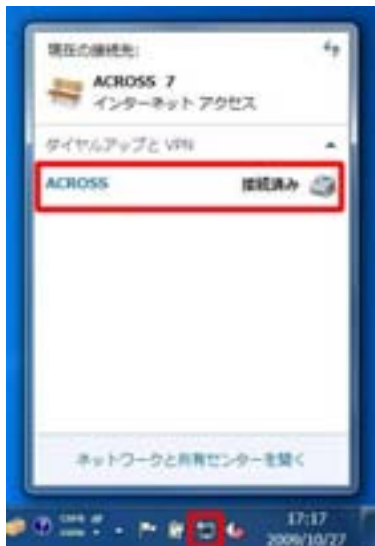 現在の接続先:
ACROSS 7
インターネット アクセス
ダイヤルアップと VPN
ACROSS 接続済み
ネットワークと共有センターを開く
17:17
2009/10/27